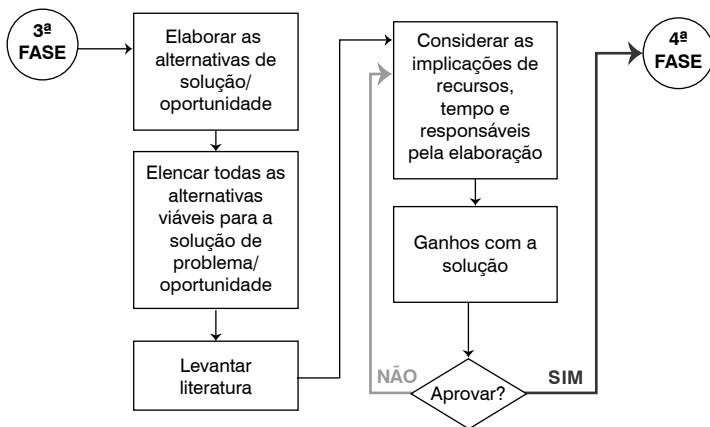 3ª
FASE
Elaborar as
alternativas de
solução/
oportunidade
Elencar todas as
alternativas
viáveis para a
solução de
problema/
oportunidade
Levantar
literatura
Considerar as
implicações de
recursos,
tempo e
responsáveis
pela elaboração
Ganhos com a
solução
Aprovar?
NÃO
SIM
4ª
FASE